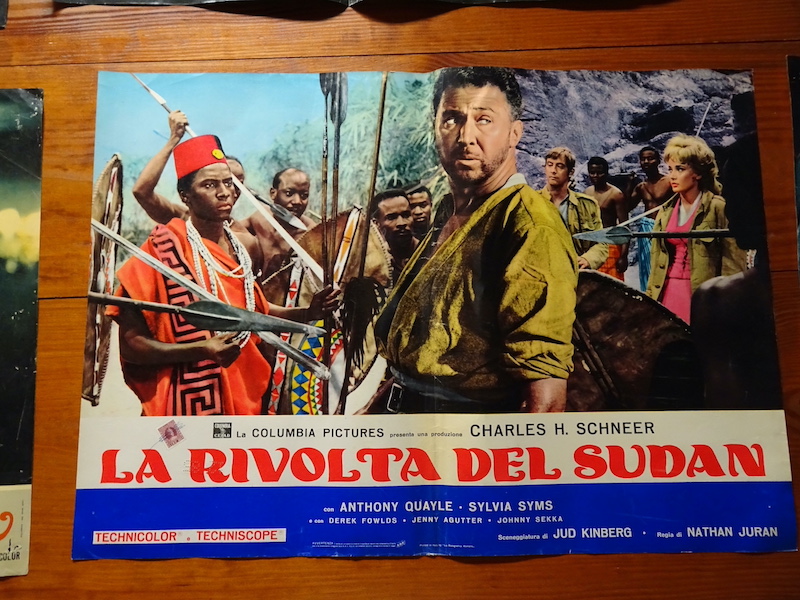 La COLUMBIA PICTURES presenta una produzione CHARLES H. SCHNEER
LA RIVOLTA DEL SUDAN
con ANTHONY QUAYLE · SYLVIA SYMS
e con DEREK FOWLDS · JENNY AGUTTER · JOHNNY SEKKA
Sceneggiatura di JUD KINBERG · Regia di NATHAN JURAN
TECHNICOLOR® e TECHNISCOPE®
COLOR